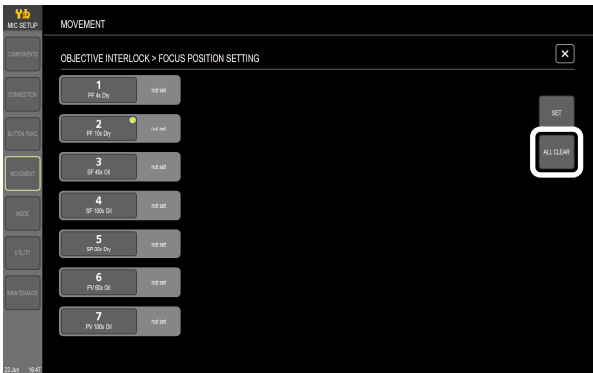 MIC SETUP
MOVEMENT
COMPONENTS
CONNECTION
BUTTON FUNC.
MOVEMENT
MODE
UTILITY
MAINTENANCE
22.Jun 16:47
OBJECTIVE INTERLOCK > FOCUS POSITION SETTING
1
PF 4x Dry
not set
2
PF 10x Dry
not set
3
SF 40x Oil
not set
4
SF 100x Oil
not set
5
SP 20x Dry
not set
6
PV 60x Oil
not set
7
PV 100x Oil
not set
SET
ALL CLEAR